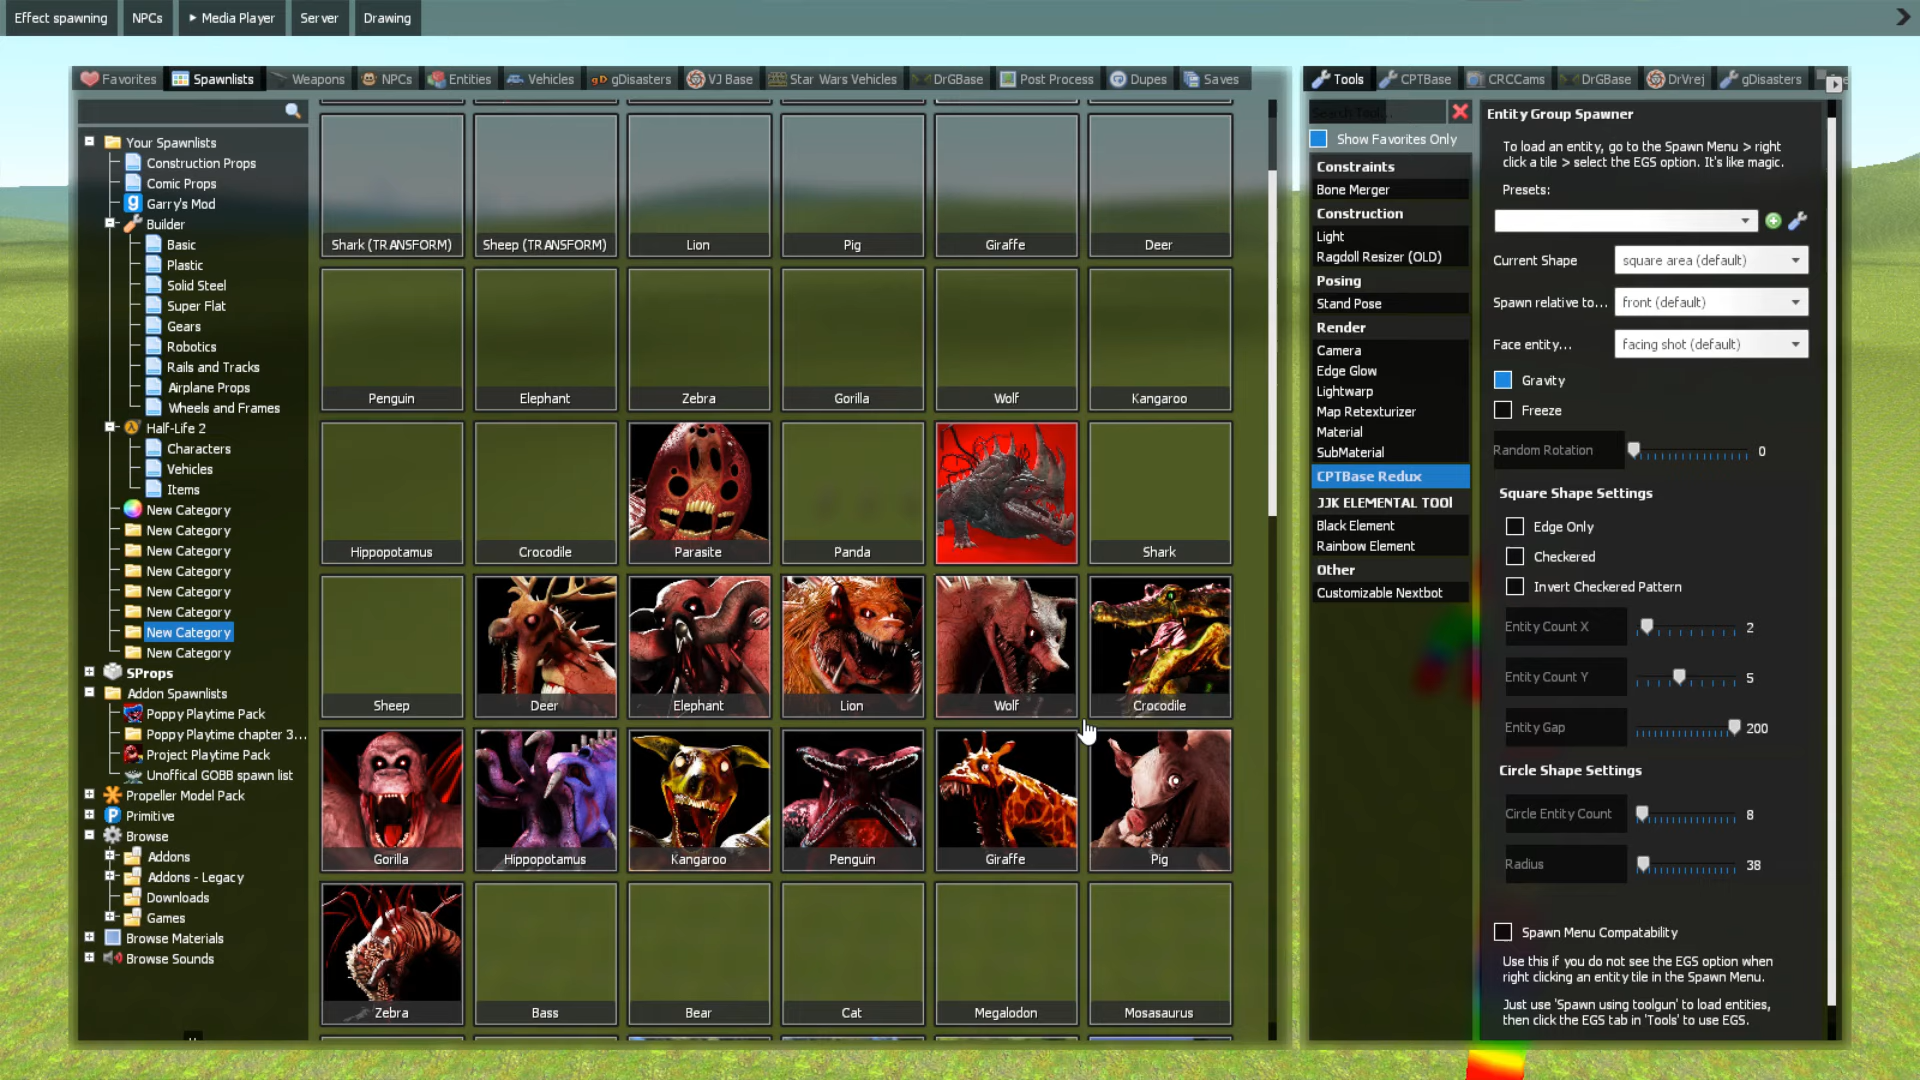 Effect spawning
NPCs
Media Player
Server
Drawing
Favorites
Spawnlists
Weapons
NPCs
Entities
Vehicles
gD gDisasters
VJ Base
Star Wars Vehicles
DrGBase
Post Process
Dupes
Saves
Your Spawnlists
Construction Props
Comic Props
Garry's Mod
Builder
Basic
Plastic
Solid Steel
Super Flat
Gears
Robotics
Rails and Tracks
Airplane Props
Wheels and Frames
Half-Life 2
Characters
Vehicles
Items
New Category
New Category
New Category
New Category
New Category
New Category
New Category
New Category
SProps
Addon Spawnlists
Poppy Playtime Pack
Poppy Playtime chapter 3...
Project Playtime Pack
Unoffical GOBB spawn list
Propeller Model Pack
Primitive
Browse
Addons
Addons - Legacy
Downloads
Games
Browse Materials
Browse Sounds
Shark (TRANSFORM)
Sheep (TRANSFORM)
Lion
Pig
Giraffe
Deer
Penguin
Elephant
Zebra
Gorilla
Wolf
Kangaroo
Hippopotamus
Crocodile
Parasite
Panda
Shark
Sheep
Deer
Elephant
Lion
Wolf
Crocodile
Gorilla
Hippopotamus
Kangaroo
Penguin
Giraffe
Pig
Zebra
Bass
Bear
Cat
Megalodon
Mosasaurus
Tools
CPTBase
CRCCams
DrGBase
DrVrej
gDisasters
Search Tool...
Show Favorites Only
Constraints
Bone Merger
Construction
Light
Ragdoll Resizer (OLD)
Posing
Stand Pose
Render
Camera
Edge Glow
Lightwarp
Map Retexturizer
Material
SubMaterial
CPTBase Redux
JJK ELEMENTAL TOOl
Black Element
Rainbow Element
Other
Customizable Nextbot
Entity Group Spawner
To load an entity, go to the Spawn Menu > right
click a tile > select the EGS option. It's like magic.
Presets:
Current Shape
square area (default)
Spawn relative to...
front (default)
Face entity...
facing shot (default)
Gravity
Freeze
Random Rotation
0
Square Shape Settings
Edge Only
Checkered
Invert Checkered Pattern
Entity Count X
2
Entity Count Y
5
Entity Gap
200
Circle Shape Settings
Circle Entity Count
8
Radius
38
Spawn Menu Compatability
Use this if you do not see the EGS option when
right clicking an entity tile in the Spawn Menu.
Just use 'Spawn using toolgun' to load entities,
then click the EGS tab in 'Tools' to use EGS.